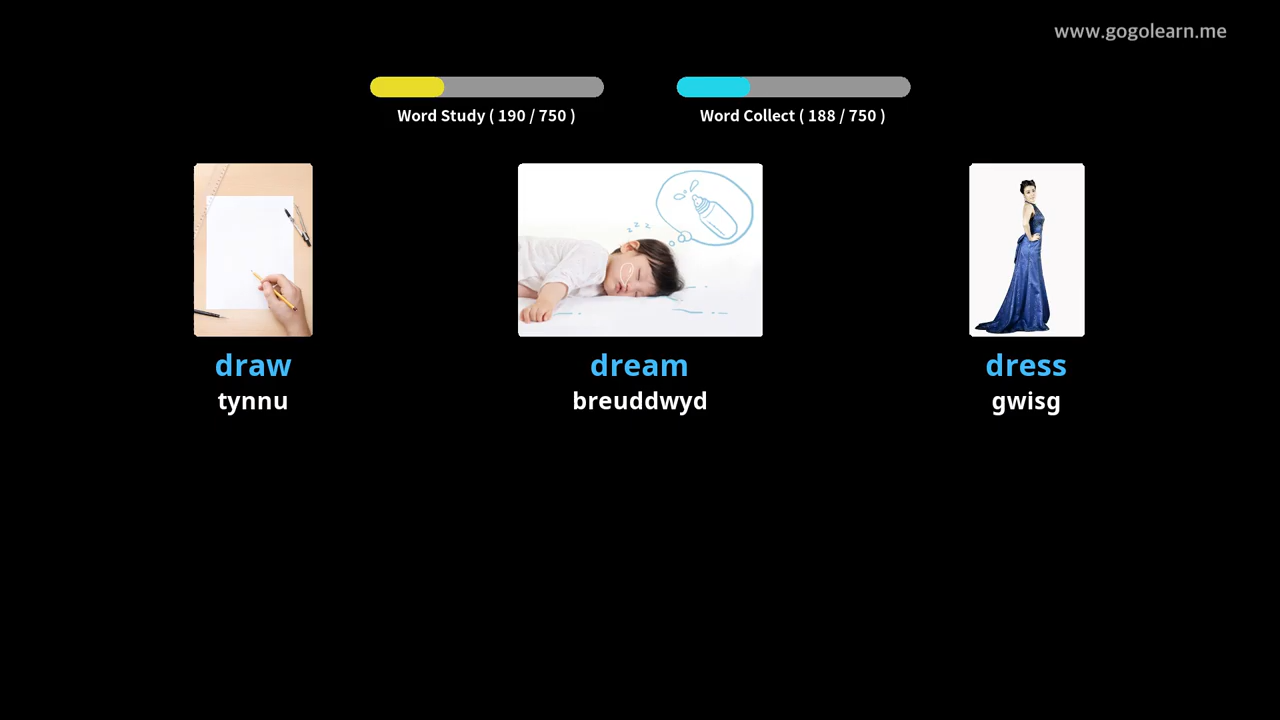 www.gogolearn.me
Word Study ( 190 / 750 )
Word Collect ( 188 / 750 )
draw
dream
dress
tynnu
breuddwyd
gwisg